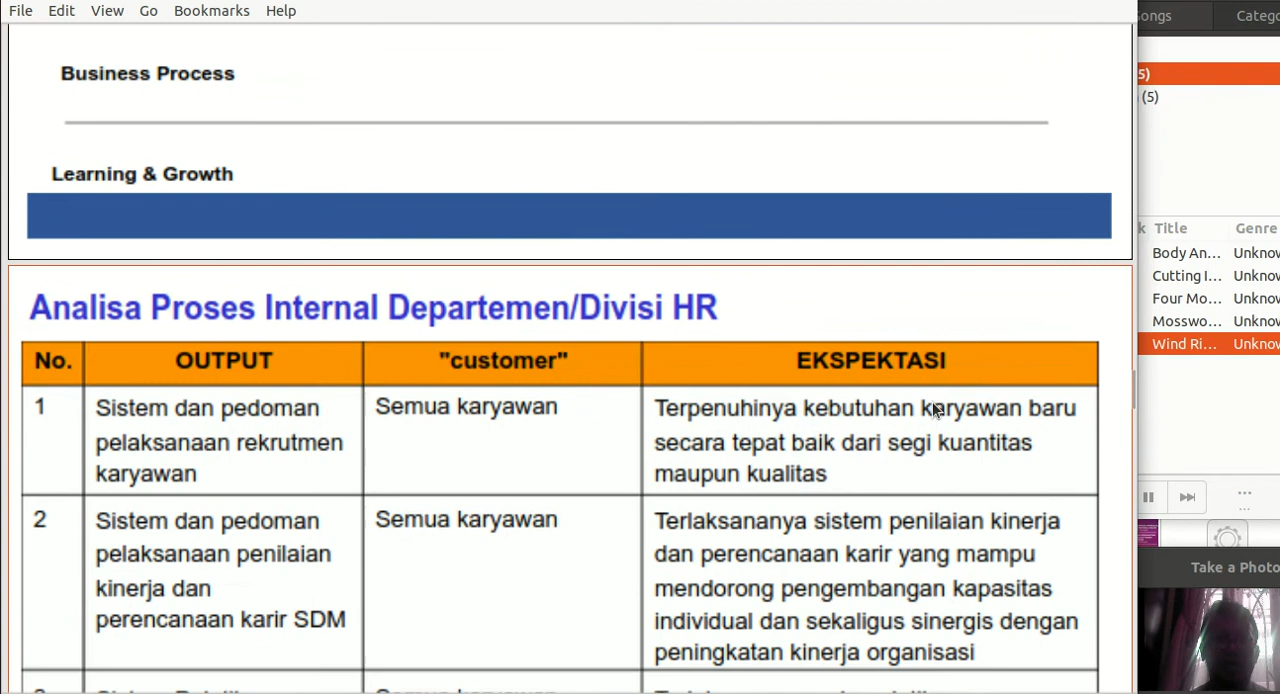 File Edit View Go Bookmarks Help
Business Process
Learning & Growth
Analisa Proses Internal Departemen/Divisi HR
No. OUTPUT "customer" EKSPEKTASI
1 Sistem dan pedoman Semua karyawan Terpenuhinya kebutuhan karyawan baru
pelaksanaan rekrutmen secara tepat baik dari segi kuantitas
karyawan maupun kualitas
2 Sistem dan pedoman Semua karyawan Terlaksananya sistem penilaian kinerja
pelaksanaan penilaian dan perencanaan karir yang mampu
kinerja dan mendorong pengembangan kapasitas
perencanaan karir SDM individual dan sekaligus sinergis dengan
peningkatan kinerja organisasi
ongs Catego
5)
(5)
k Title Genre
Body An... Unknow
Cutting I... Unknow
Four Mo... Unknow
Mosswo... Unknow
Wind Ri... Unknow
Take a Photo